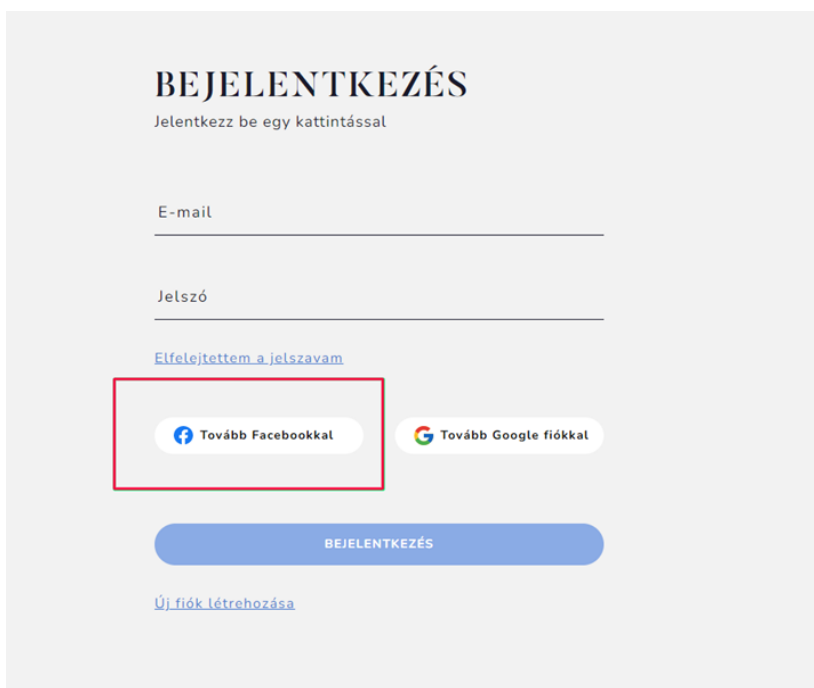 BEJELENTKEZÉS
Jelentkezz be egy kattintással
E-mail
Jelszó
Elfelejtettem a jelszavam
Tovább Facebookkal
Tovább Google fiókkal
BEJELENTKEZÉS
Új fiók létrehozása